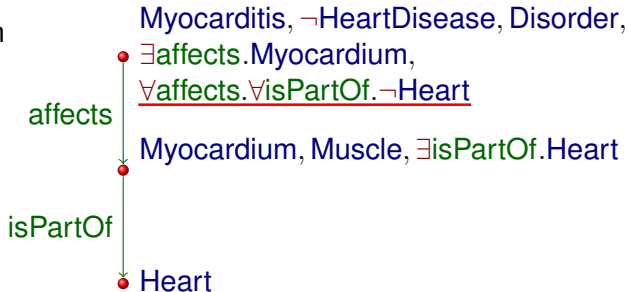 Myocarditis, ¬HeartDisease, Disorder,
∃affects.Myocardium,
∀affects.∀isPartOf.¬Heart
affects
Myocardium, Muscle, ∃isPartOf.Heart
isPartOf
Heart